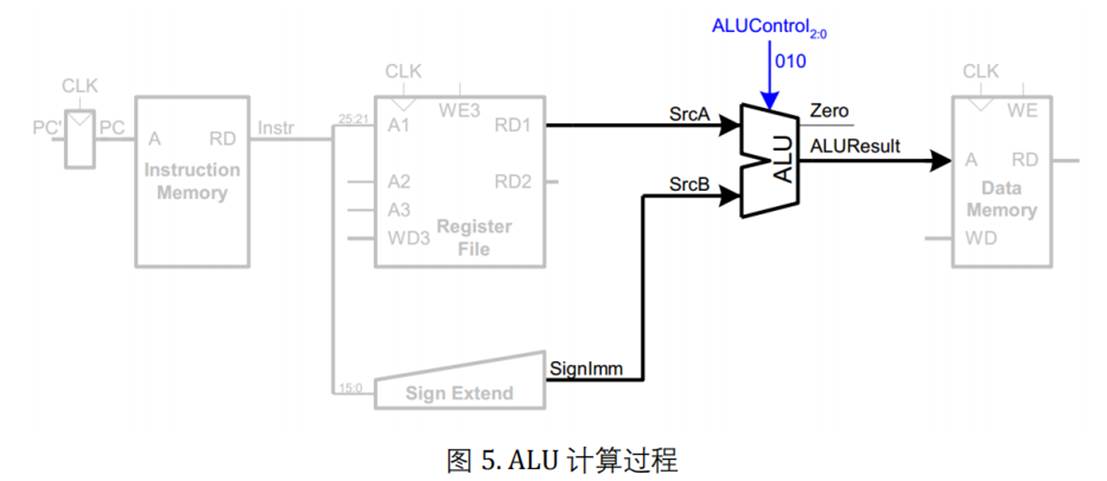 ALUControl2:0
010
CLK
PC'
PC
A
RD
Instruction
Memory
Instr
25:21
CLK
WE3
A1
RD1
A2
RD2
A3
WD3
Register
File
15:0
Sign Extend
SignImm
SrcA
SrcB
ALU
Zero
ALUResult
CLK
WE
A
RD
Data
Memory
WD
图 5. ALU 计算过程